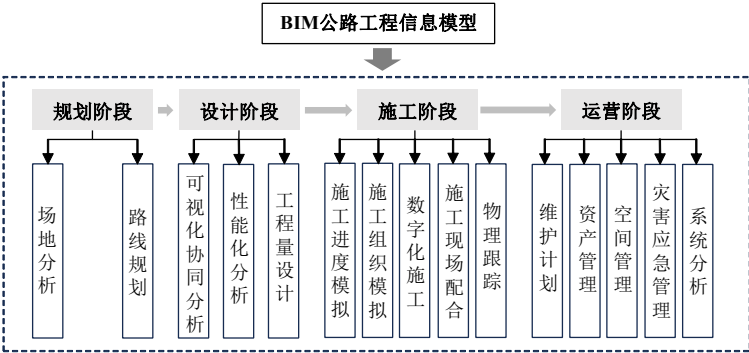 BIM公路工程信息模型
规划阶段
设计阶段
施工阶段
运营阶段
场地分析
路线规划
可视化协同分析
性能化分析
工程量设计
施工进度模拟
施工组织模拟
数字化施工
施工现场配合
物理跟踪
维护计划
资产管理
空间管理
灾害应急管理
系统分析